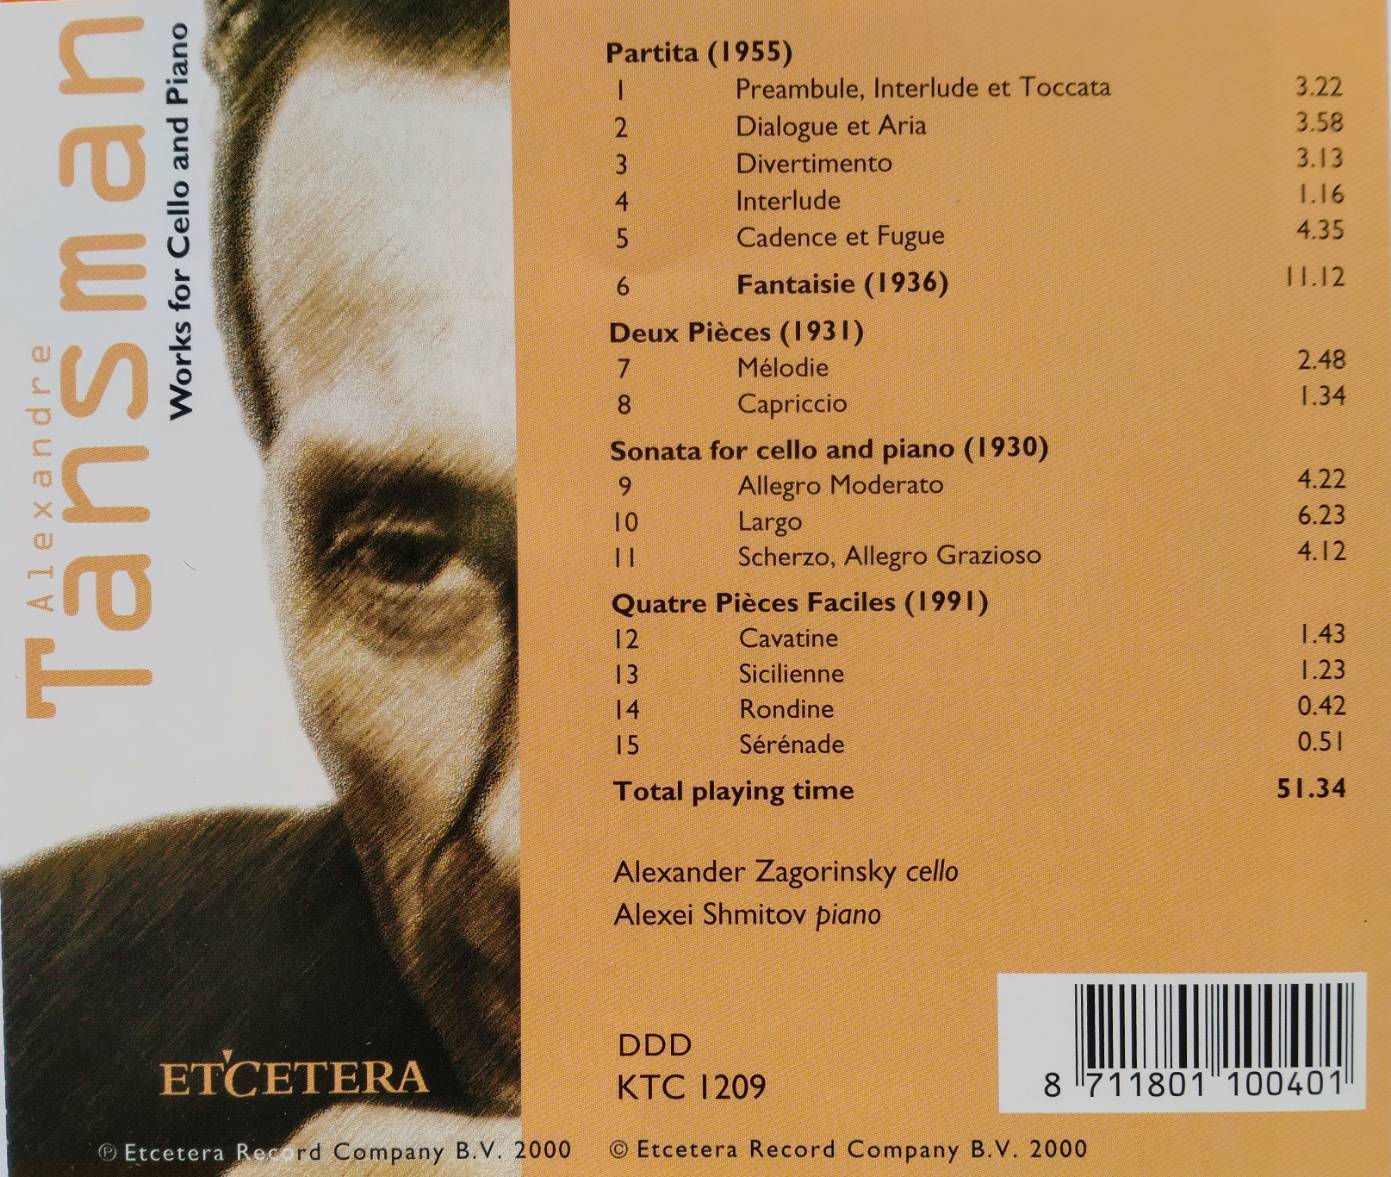 Alexandre
Tansman
Works for Cello and Piano
Partita (1955)
1 Preambule, Interlude et Toccata 3.22
2 Dialogue et Aria 3.58
3 Divertimento 3.13
4 Interlude 1.16
5 Cadence et Fugue 4.35
6 Fantaisie (1936) 11.12
Deux Pièces (1931)
7 Mélodie 2.48
8 Capriccio 1.34
Sonata for cello and piano (1930)
9 Allegro Moderato 4.22
10 Largo 6.23
11 Scherzo, Allegro Grazioso 4.12
Quatre Pièces Faciles (1991)
12 Cavatine 1.43
13 Sicilienne 1.23
14 Rondine 0.42
15 Sérénade 0.51
Total playing time 51.34
Alexander Zagorinsky cello
Alexei Shmitov piano
DDD
KTC 1209
8 711801 100401
ET'CETERA
℗ Etcetera Record Company B.V. 2000 © Etcetera Record Company B.V. 2000